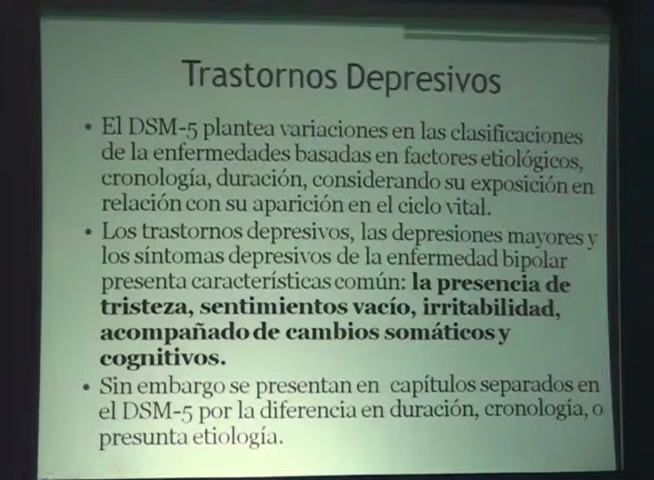 Trastornos Depresivos
• El DSM-5 plantea variaciones en las clasificaciones
de la enfermedades basadas en factores etiológicos,
cronología, duración, considerando su exposición en
relación con su aparición en el ciclo vital.
• Los trastornos depresivos, las depresiones mayores y
los síntomas depresivos de la enfermedad bipolar
presenta características común: la presencia de
tristeza, sentimientos vacío, irritabilidad,
acompañado de cambios somáticos y
cognitivos.
• Sin embargo se presentan en capítulos separados en
el DSM-5 por la diferencia en duración, cronología, o
presunta etiología.